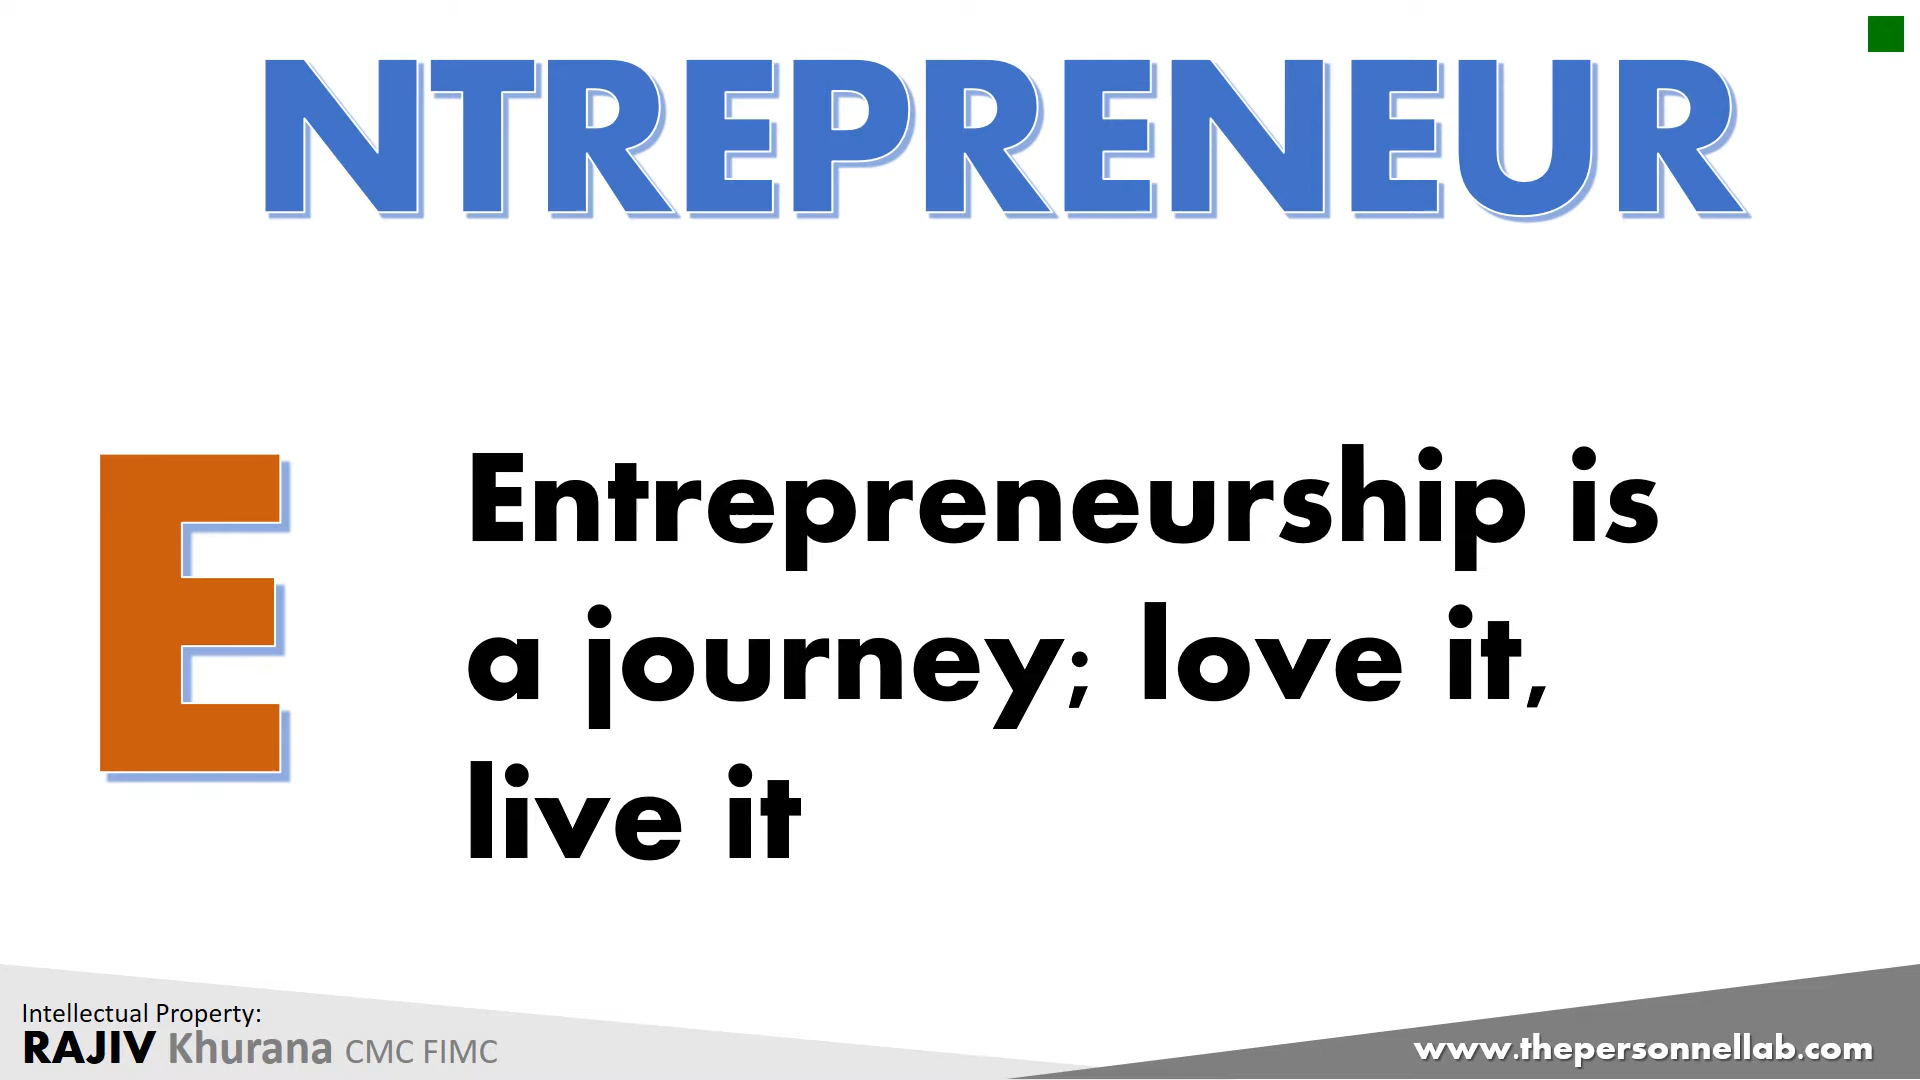 NTREPRENEUR
E
Entrepreneurship is
a journey; love it,
live it
Intellectual Property:
RAJIV Khurana CMC FIMC
www.thepersonnellab.com